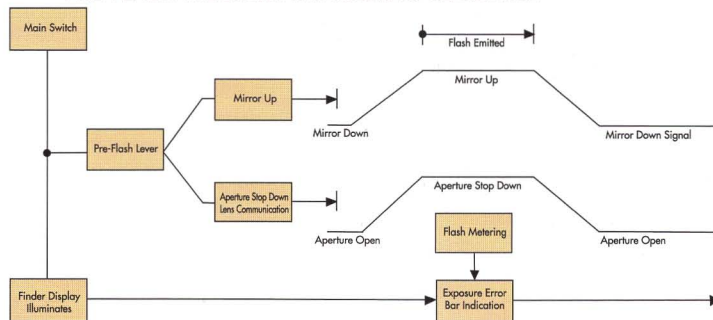 Main Switch
Flash Emitted
Mirror Up
Mirror Up
Mirror Down
Mirror Down Signal
Pre-Flash Lever
Aperture Stop Down
Lens Communication
Aperture Stop Down
Aperture Open
Flash Metering
Aperture Open
Finder Display
Illuminates
Exposure Error
Bar Indication